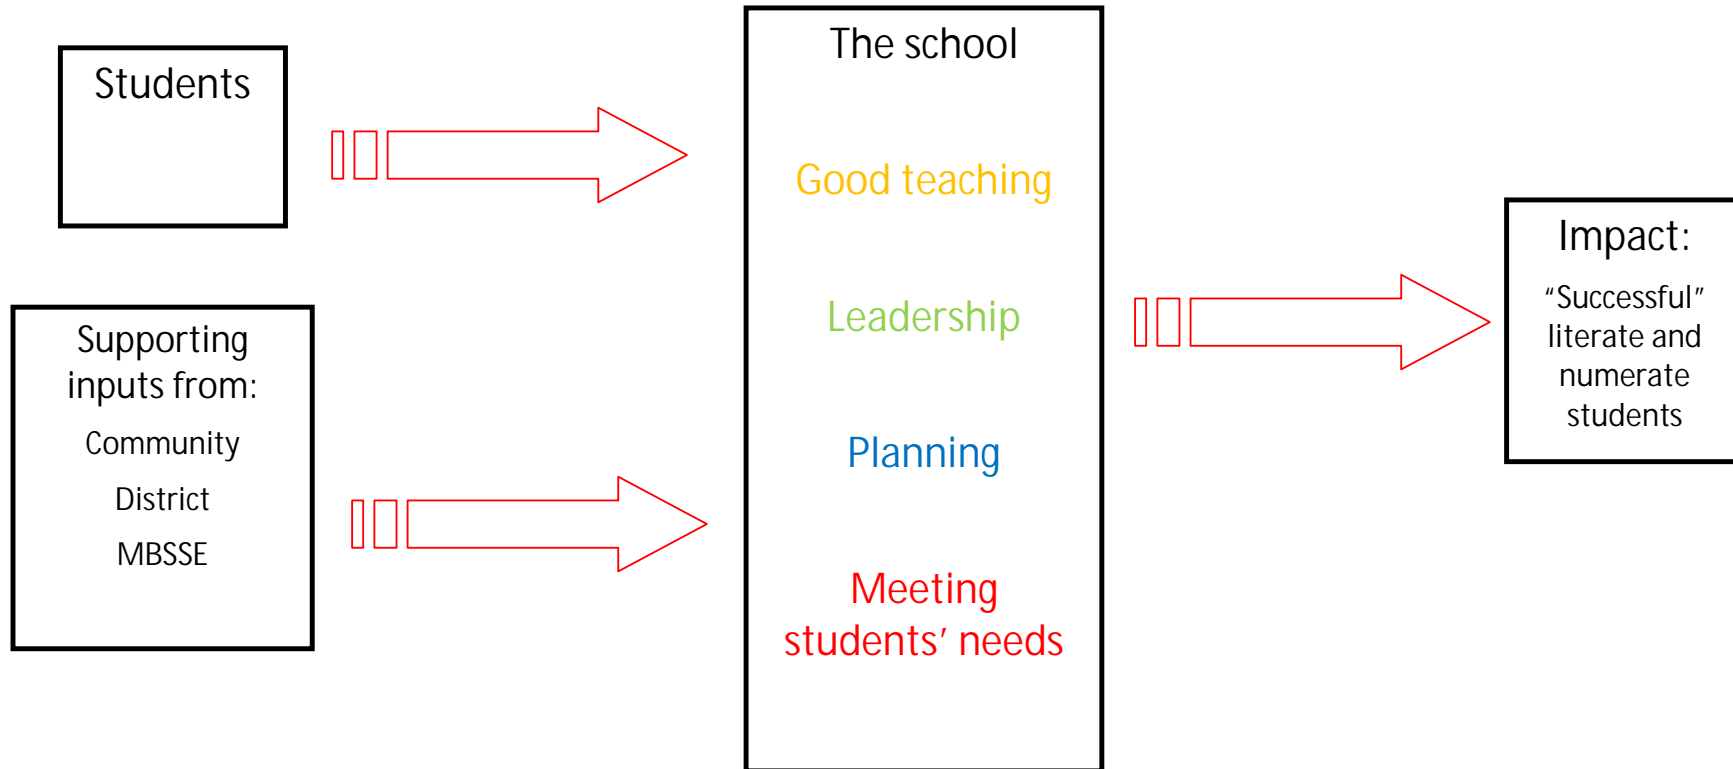 Students
Supporting
inputs from:
Community
District
MBSSE
The school
Good teaching
Leadership
Planning
Meeting
students’ needs
Impact:
“Successful”
literate and
numerate
students